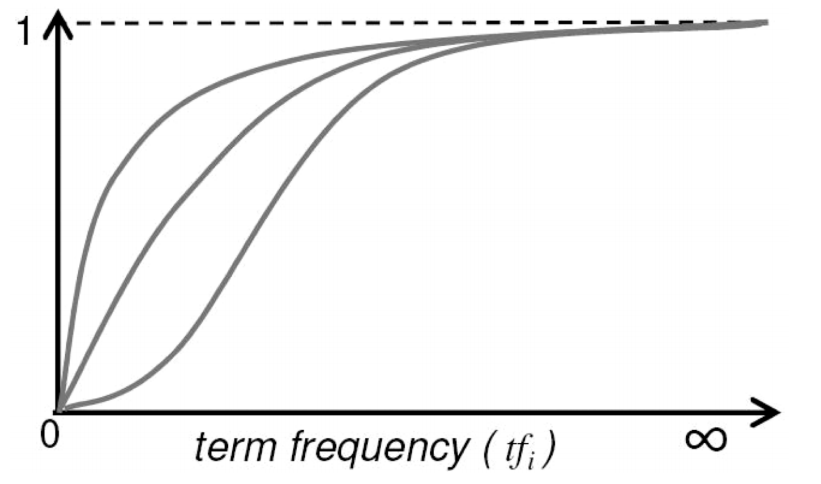 1
0
term frequency ( tfᵢ )
∞